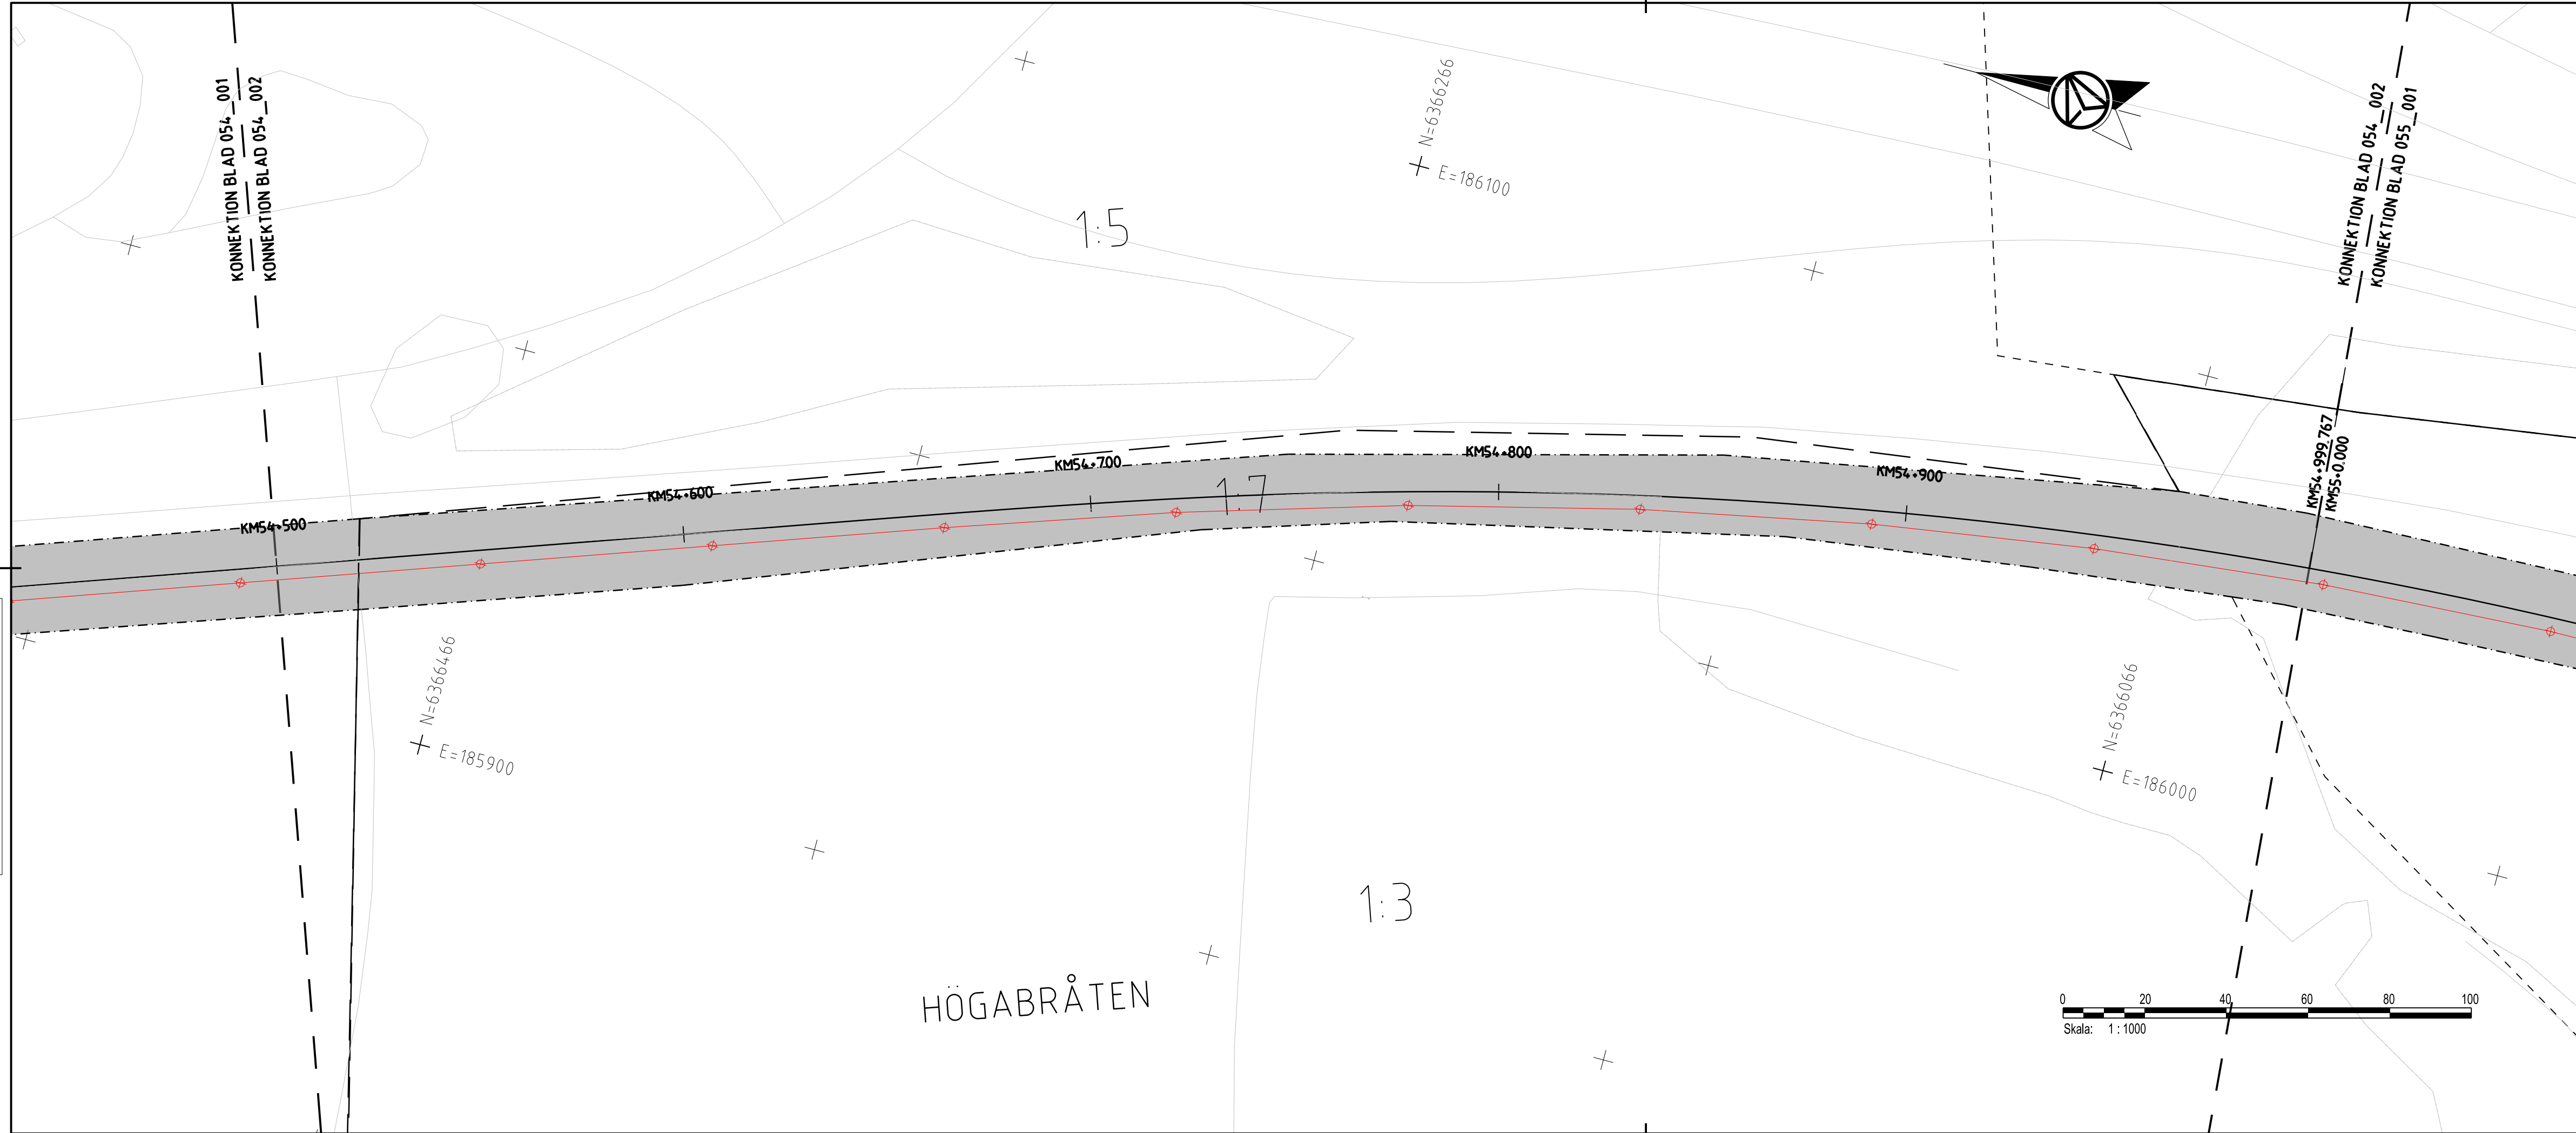 KONNEKTION BLAD 054_001
KONNEKTION BLAD 054_002
N=6366266
E=186100
KONNEKTION BLAD 054_002
KONNEKTION BLAD 055_001
1:5
KM54+500
KM54+600
KM54+700
1:7
KM54+800
KM54+900
KM54+999.767
KM55+0.000
N=6366466
E=185900
N=6366066
E=186000
1:3
HÖGABRÅTEN
0 20 40 60 80 100
Skala: 1 : 1000